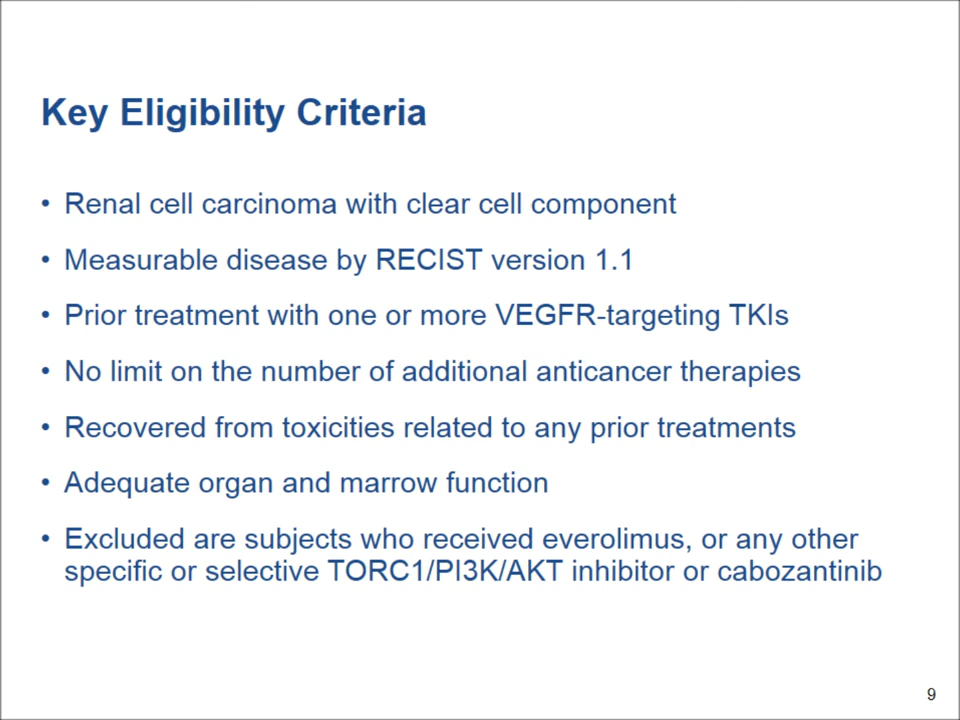 Key Eligibility Criteria
• Renal cell carcinoma with clear cell component
• Measurable disease by RECIST version 1.1
• Prior treatment with one or more VEGFR-targeting TKIs
• No limit on the number of additional anticancer therapies
• Recovered from toxicities related to any prior treatments
• Adequate organ and marrow function
• Excluded are subjects who received everolimus, or any other
specific or selective TORC1/PI3K/AKT inhibitor or cabozantinib
9